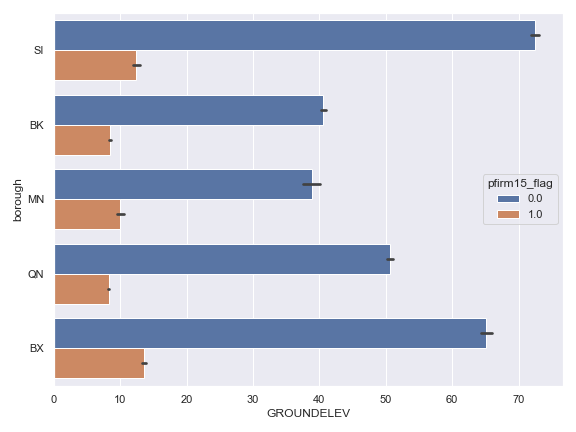 SI
BK
MN
QN
BX
borough
0 10 20 30 40 50 60 70
GROUNDELEV
pfirm15_flag
0.0
1.0